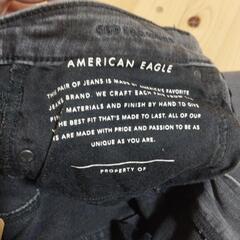 AMERICAN EAGLE
THIS PAIR OF JEANS IS MADE BY AMERICA'S FAVORITE
JEANS BRAND. WE CRAFT EACH PAIR FROM THE
MATERIALS AND FINISH BY HAND TO GIVE
THE BEST FIT THAT'S MADE TO LAST. ALL OF OUR
ARE MADE WITH PRIDE AND PASSION TO BE AS
UNIQUE AS YOU ARE.
PROPERTY OF